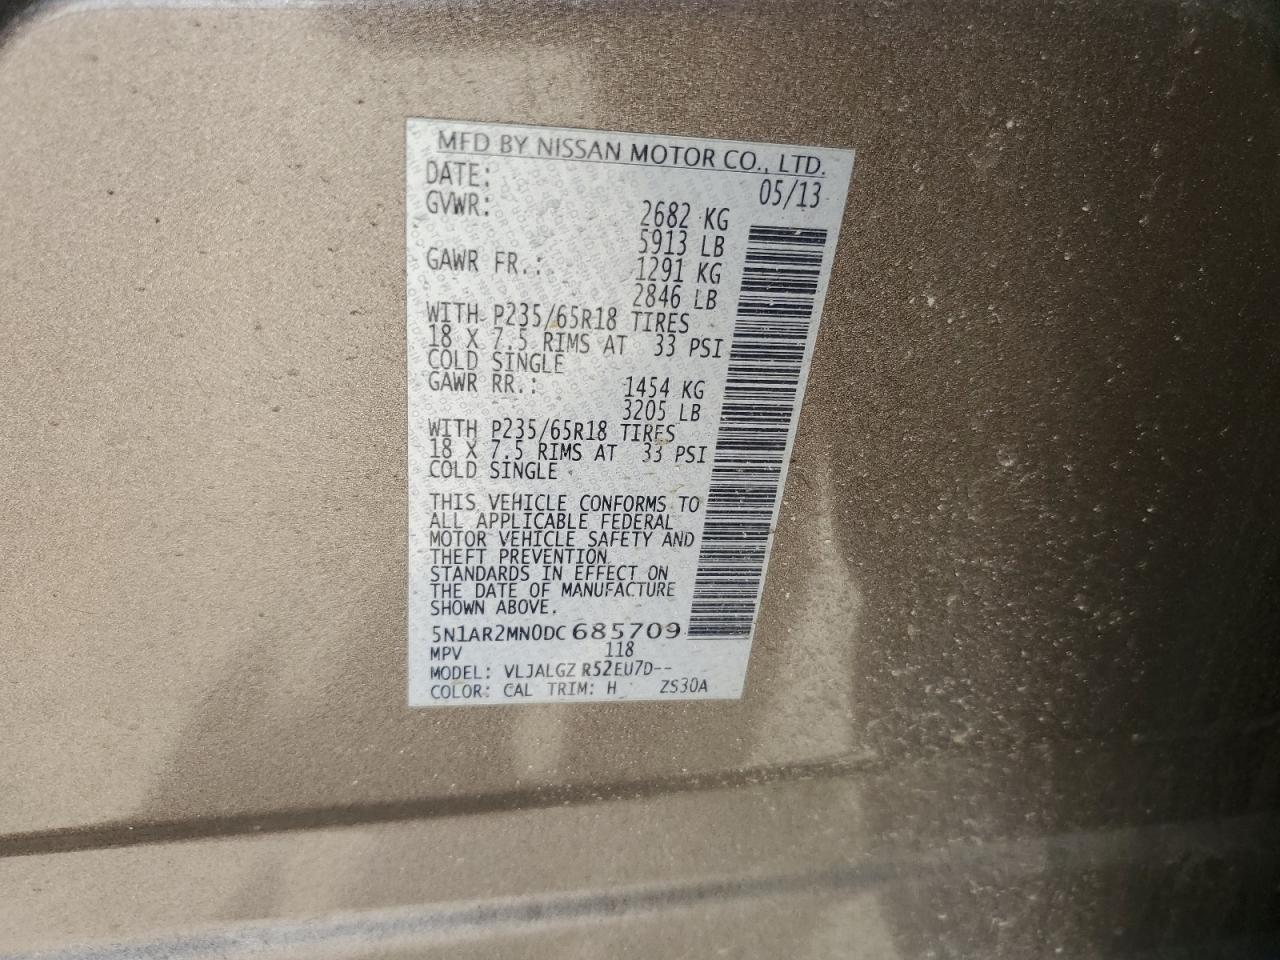 MFD BY NISSAN MOTOR CO., LTD.
DATE: 05/13
GVWR: 2682 KG
5913 LB
GAWR FR.: 1291 KG
2846 LB
WITH P235/65R18 TIRES
18 X 7.5 RIMS AT 33 PSI
COLD SINGLE
GAWR RR.: 1454 KG
3205 LB
WITH P235/65R18 TIRES
18 X 7.5 RIMS AT 33 PSI
COLD SINGLE
THIS VEHICLE CONFORMS TO
ALL APPLICABLE FEDERAL
MOTOR VEHICLE SAFETY AND
THEFT PREVENTION
STANDARDS IN EFFECT ON
THE DATE OF MANUFACTURE
SHOWN ABOVE.
5N1AR2MN0DC685709
MPV 118
MODEL: VLJALGZ R52EU7D--
COLOR: CAL TRIM: H ZS30A